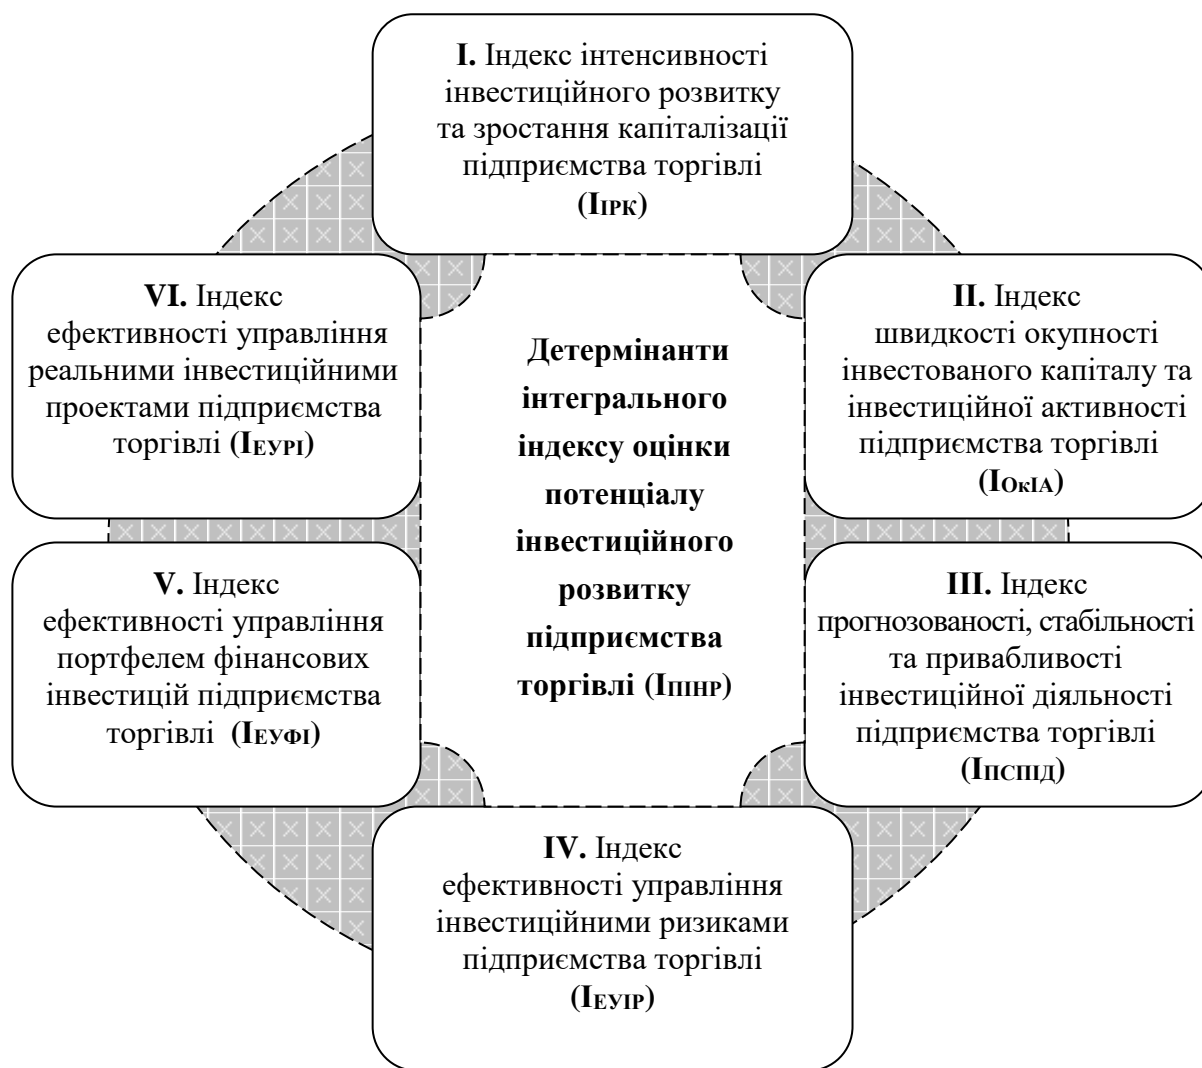 I. Індекс інтенсивності
інвестиційного розвитку
та зростання капіталізації
підприємства торгівлі
(IІРК)
II. Індекс
швидкості окупності
інвестованого капіталу та
інвестиційної активності
підприємства торгівлі
(IОкІА)
III. Індекс
прогнозованості, стабільності
та привабливості
інвестиційної діяльності
підприємства торгівлі
(IПСПІД)
IV. Індекс
ефективності управління
інвестиційними ризиками
підприємства торгівлі
(IЕУІР)
V. Індекс
ефективності управління
портфелем фінансових
інвестицій підприємства
торгівлі (IЕУФІ)
VI. Індекс
ефективності управління
реальними інвестиційними
проектами підприємства
торгівлі (IЕУРІ)
Детермінанти
інтегрального
індексу оцінки
потенціалу
інвестиційного
розвитку
підприємства
торгівлі (IПІНР)